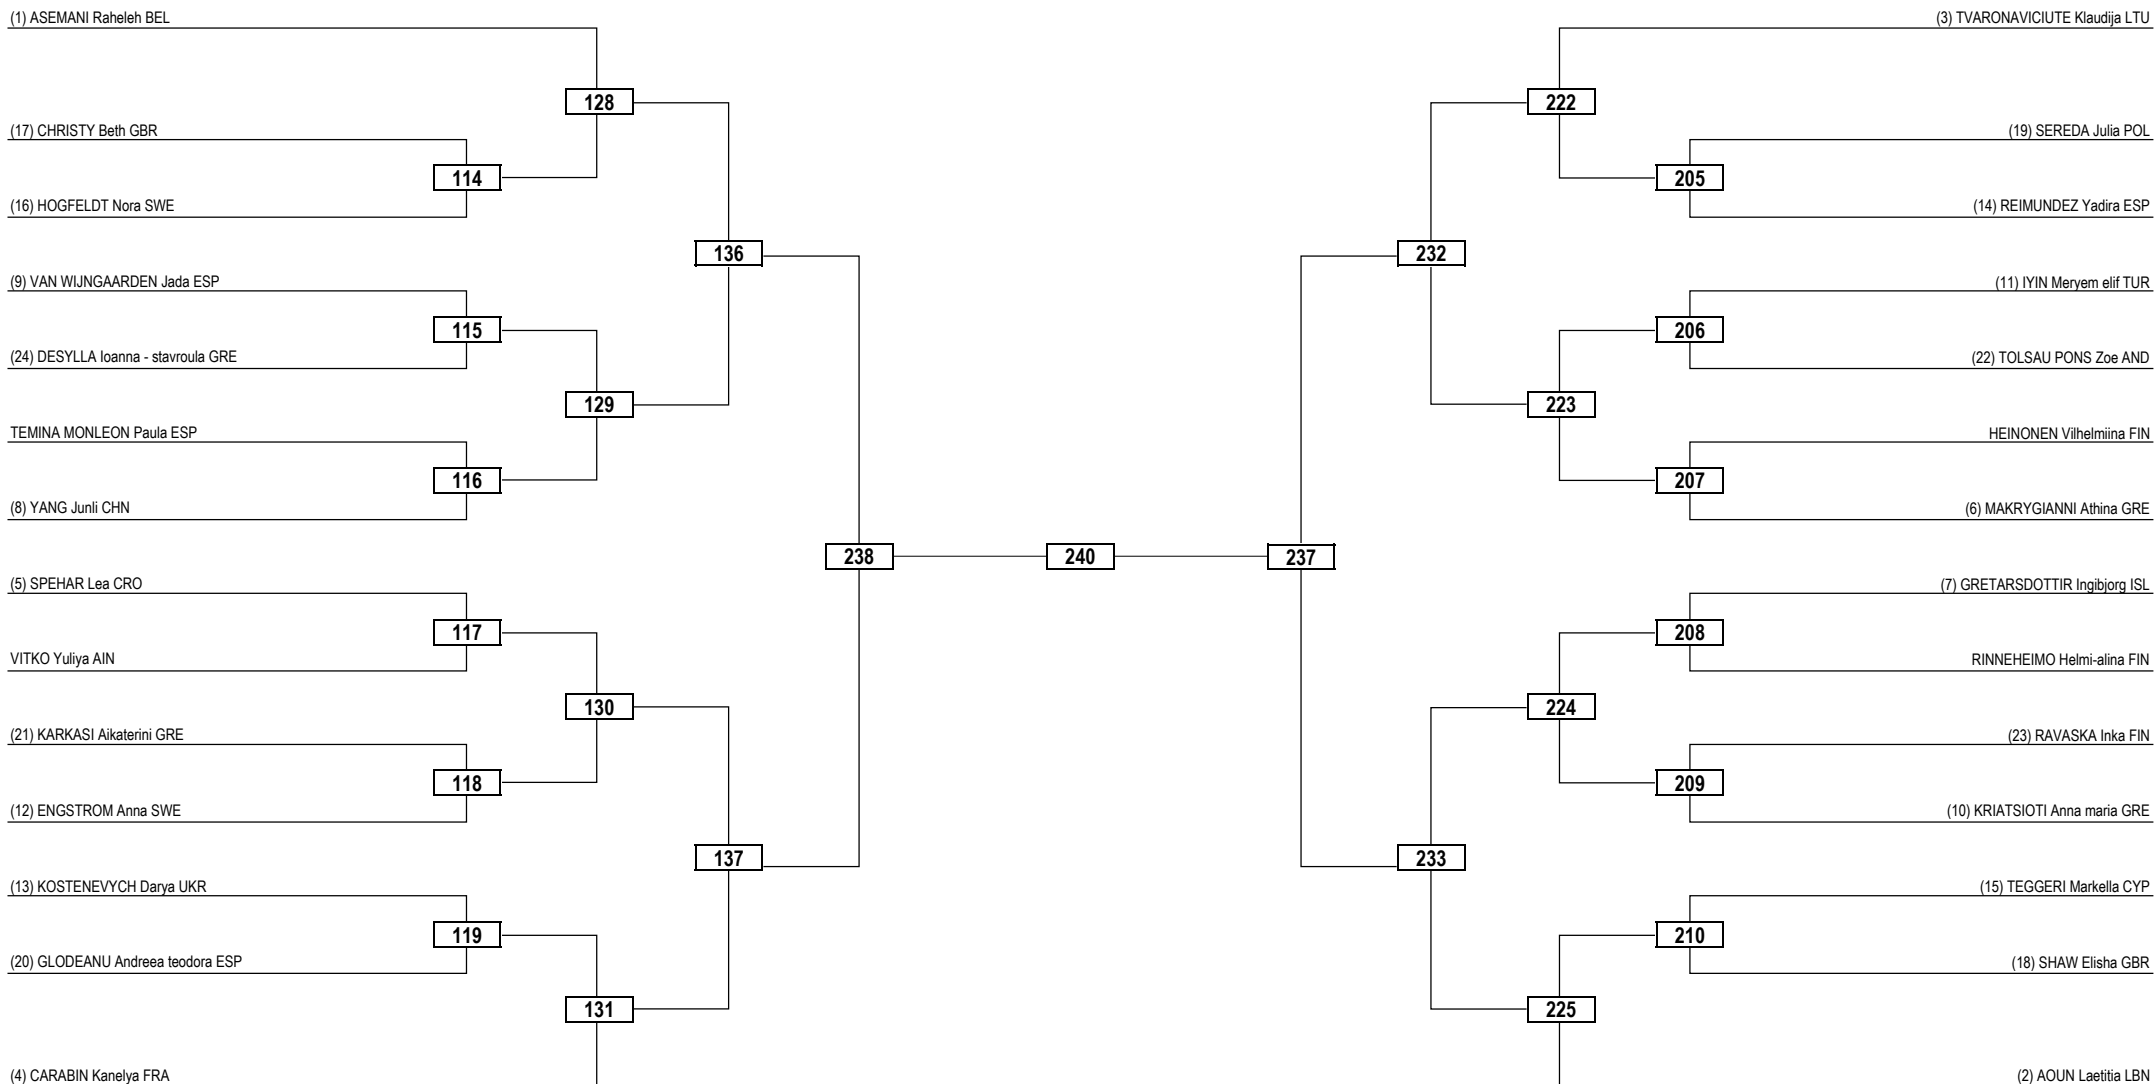 (1) ASEMANI Raheleh BEL
(17) CHRISTY Beth GBR
(16) HOGFELDT Nora SWE
(9) VAN WIJNGAARDEN Jada ESP
(24) DESYLLA Ioanna - stavroula GRE
TEMINA MONLEON Paula ESP
(8) YANG Junli CHN
(5) SPEHAR Lea CRO
VITKO Yuliya AIN
(21) KARKASI Aikaterini GRE
(12) ENGSTROM Anna SWE
(13) KOSTENEVYCH Darya UKR
(20) GLODEANU Andreea teodora ESP
(4) CARABIN Kanelya FRA
114
115
116
117
118
119
128
129
130
131
136
137
238
240
237
232
233
222
223
224
225
205
206
207
208
209
210
(3) TVARONAVICIUTE Klaudija LTU
(19) SEREDA Julia POL
(14) REIMUNDEZ Yadira ESP
(11) IYIN Meryem elif TUR
(22) TOLSAU PONS Zoe AND
HEINONEN Vilhelmiina FIN
(6) MAKRYGIANNI Athina GRE
(7) GRETARSDOTTIR Ingibjorg ISL
RINNEHEIMO Helmi-alina FIN
(23) RAVASKA Inka FIN
(10) KRIATSIOTI Anna maria GRE
(15) TEGGERI Markella CYP
(18) SHAW Elisha GBR
(2) AOUN Laetitia LBN